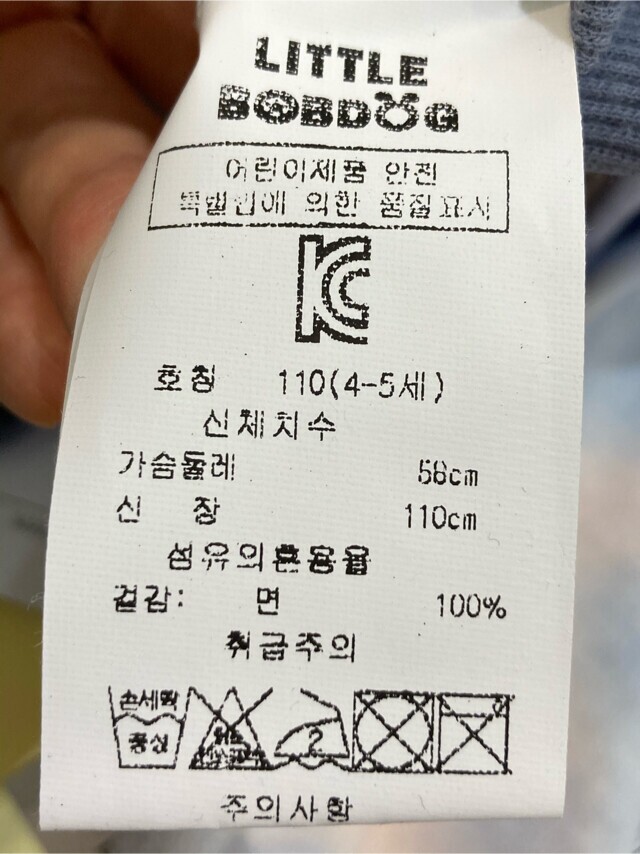 LITTLE
BOBDOG
어린이제품 안전
특별법에 의한 품질표시
KC
호칭 110(4-5세)
신체치수
가슴둘레 58cm
신 장 110cm
섬유의혼용율
겉감: 면 100%
취급주의
손세탁
중성
2
주의사항